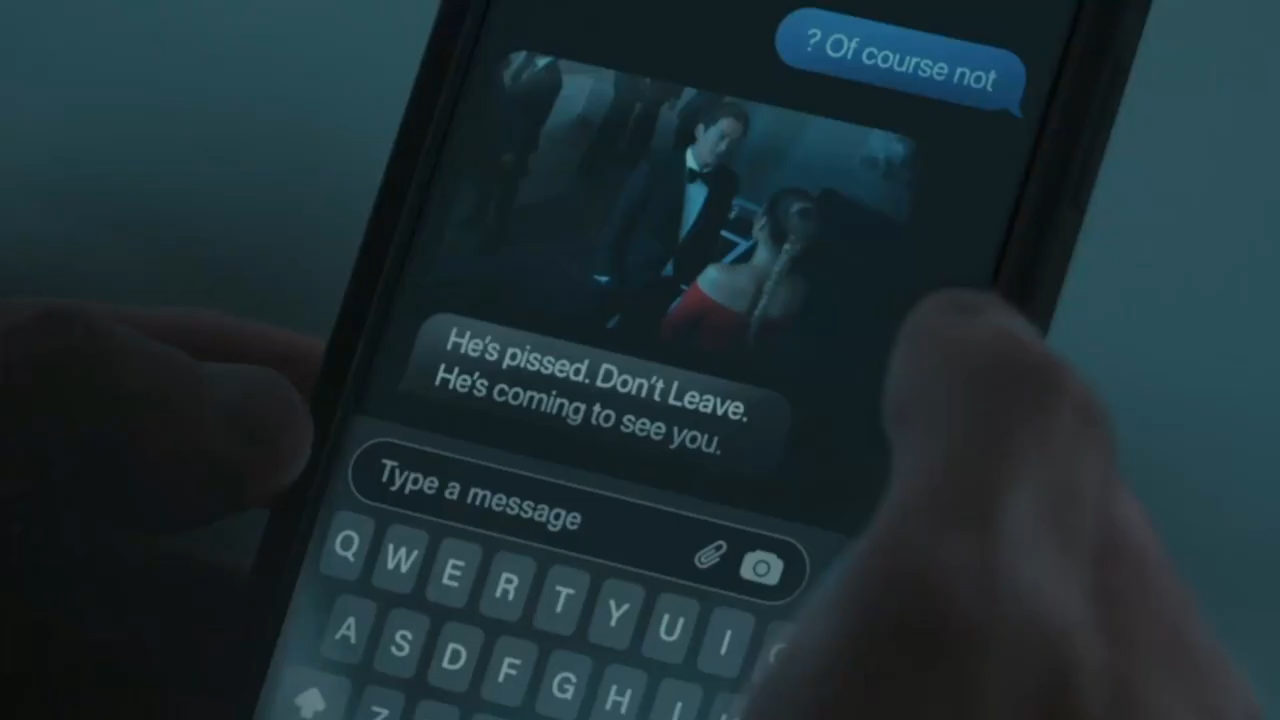 ? Of course not
He's pissed. Don't Leave.
He's coming to see you.
Type a message
Q W E R T Y U I
A S D F G H
Z